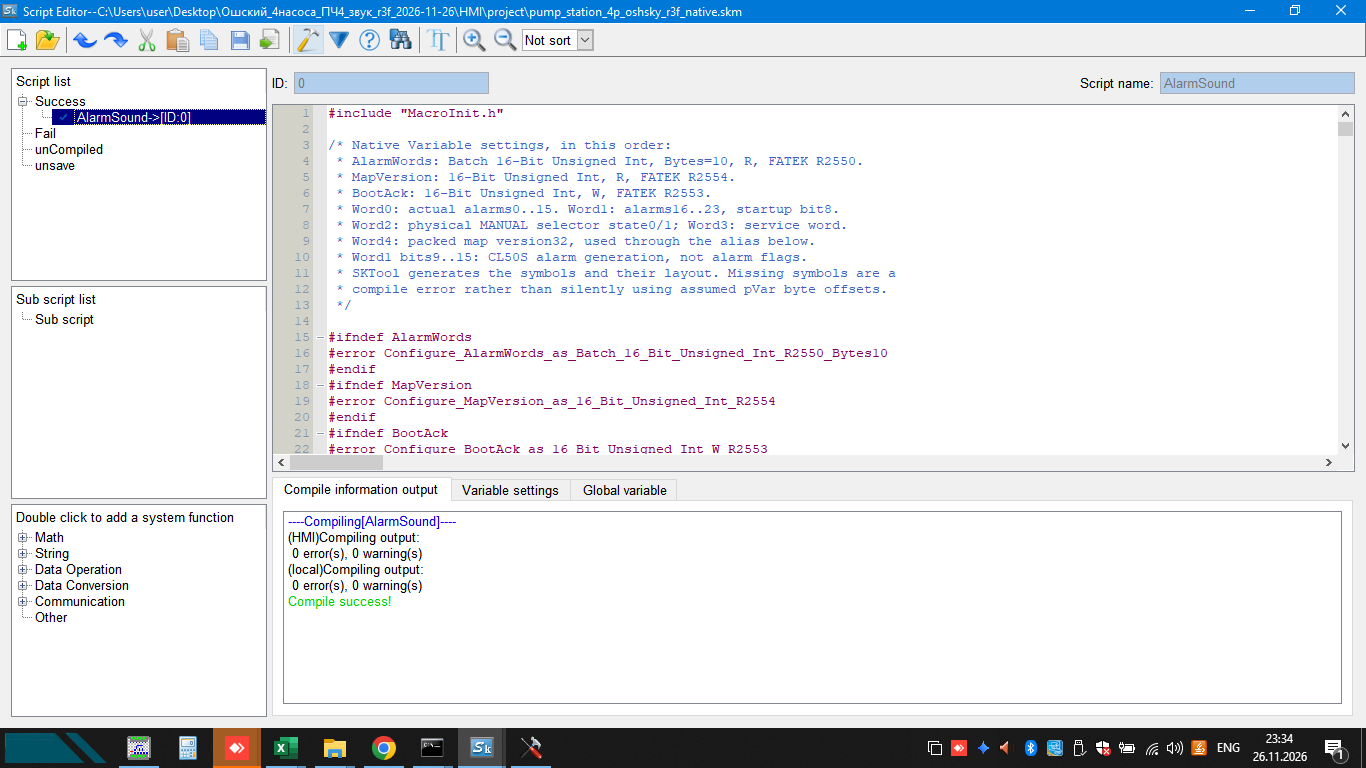 Script Editor--C:\Users\user\Desktop\Ошский_4насоса_ПЧ4_звук_r3f_2026-11-26\HMI\project\pump_station_4p_oshsky_r3f_native.skm
Not sort
Script list
Success
AlarmSound->[ID:0]
Fail
unCompiled
unsave
Sub script list
Sub script
Double click to add a system function
Math
String
Data Operation
Data Conversion
Communication
Other
ID: 0
Script name: AlarmSound
1 #include "MacroInit.h"
2
3 /* Native Variable settings, in this order:
4 * AlarmWords: Batch 16-Bit Unsigned Int, Bytes=10, R, FATEK R2550.
5 * MapVersion: 16-Bit Unsigned Int, R, FATEK R2554.
6 * BootAck: 16-Bit Unsigned Int, W, FATEK R2553.
7 * Word0: actual alarms0..15. Word1: alarms16..23, startup bit8.
8 * Word2: physical MANUAL selector state0/1; Word3: service word.
9 * Word4: packed map version32, used through the alias below.
10 * Word1 bits9..15: CL50S alarm generation, not alarm flags.
11 * SKTool generates the symbols and their layout. Missing symbols are a
12 * compile error rather than silently using assumed pVar byte offsets.
13 */
14
15 #ifndef AlarmWords
16 #error Configure_AlarmWords_as_Batch_16_Bit_Unsigned_Int_R2550_Bytes10
17 #endif
18 #ifndef MapVersion
19 #error Configure_MapVersion_as_16_Bit_Unsigned_Int_R2554
20 #endif
21 #ifndef BootAck
22 #error Configure_BootAck_as_16_Bit_Unsigned_Int_W_R2553
Compile information output
Variable settings
Global variable
----Compiling[AlarmSound]----
(HMI)Compiling output:
0 error(s), 0 warning(s)
(local)Compiling output:
0 error(s), 0 warning(s)
Compile success!
ENG
23:34
26.11.2026
1